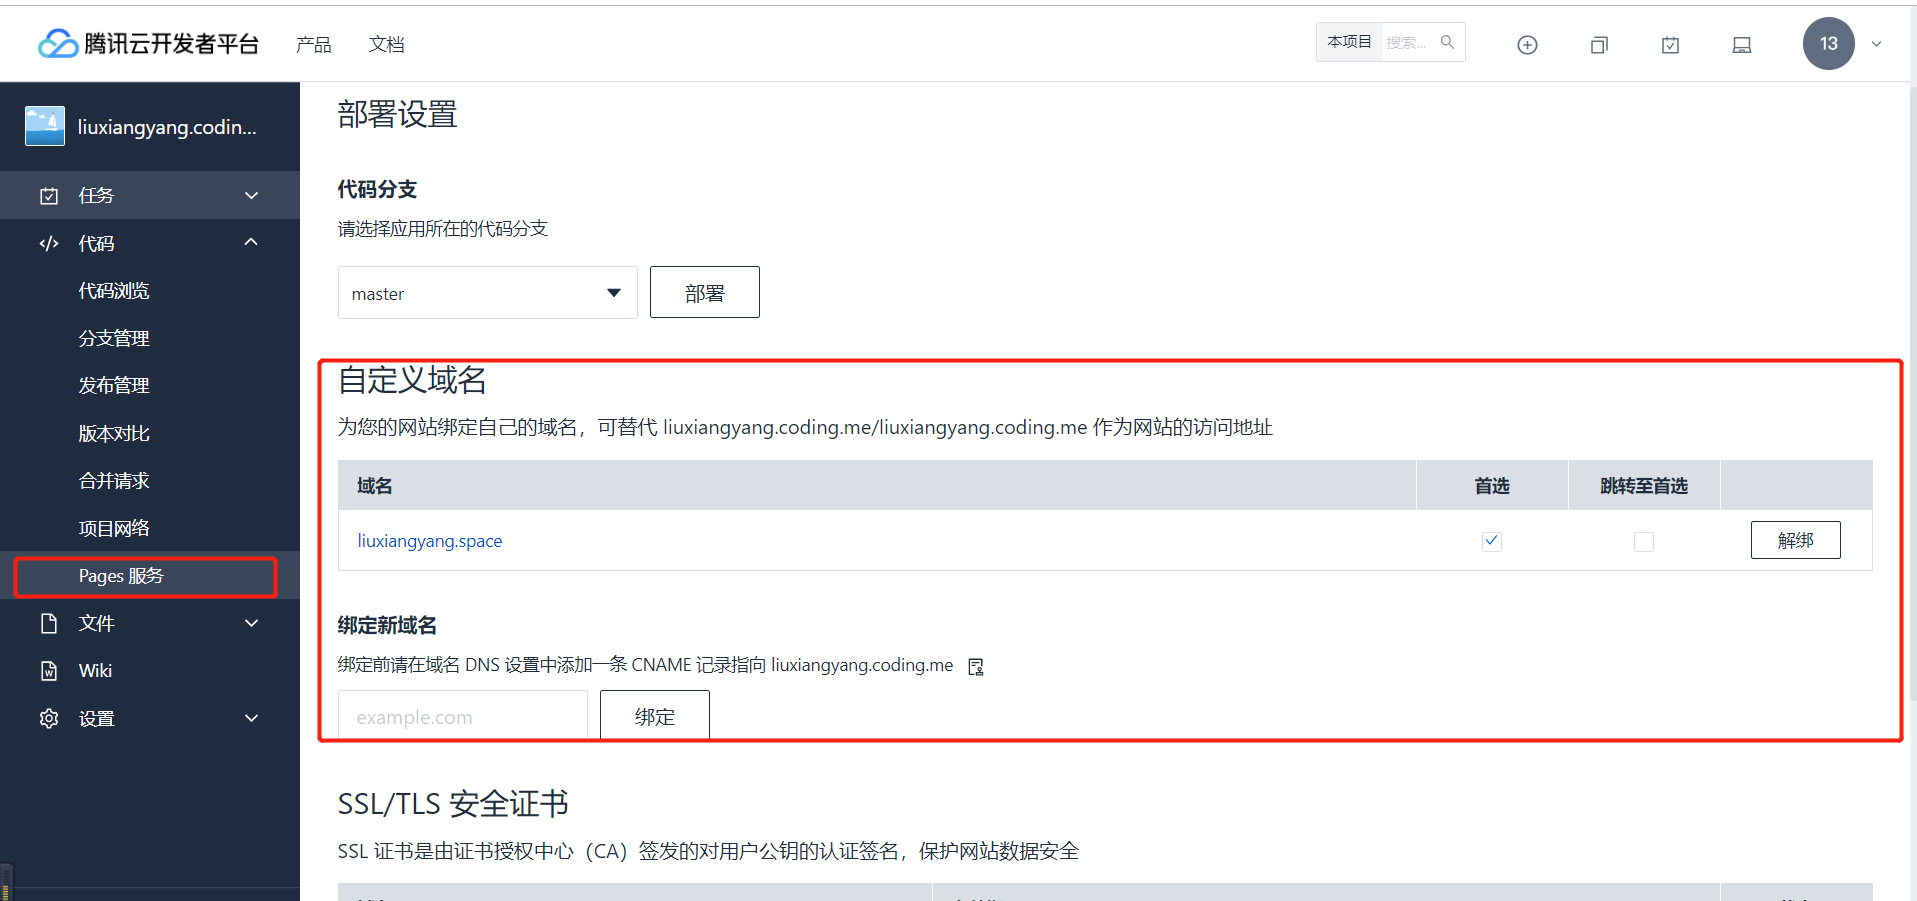 腾讯云开发者平台 产品 文档 本项目 搜索... 13
liuxiangyang.codin...
任务
代码
代码浏览
分支管理
发布管理
版本对比
合并请求
项目网络
Pages 服务
文件
Wiki
设置
部署设置
代码分支
请选择应用所在的代码分支
master 部署
自定义域名
为您的网站绑定自己的域名，可替代 liuxiangyang.coding.me/liuxiangyang.coding.me 作为网站的访问地址
域名 首选 跳转至首选
liuxiangyang.space 解绑
绑定新域名
绑定前请在域名 DNS 设置中添加一条 CNAME 记录指向 liuxiangyang.coding.me
example.com 绑定
SSL/TLS 安全证书
SSL 证书是由证书授权中心（CA）签发的对用户公钥的认证签名，保护网站数据安全